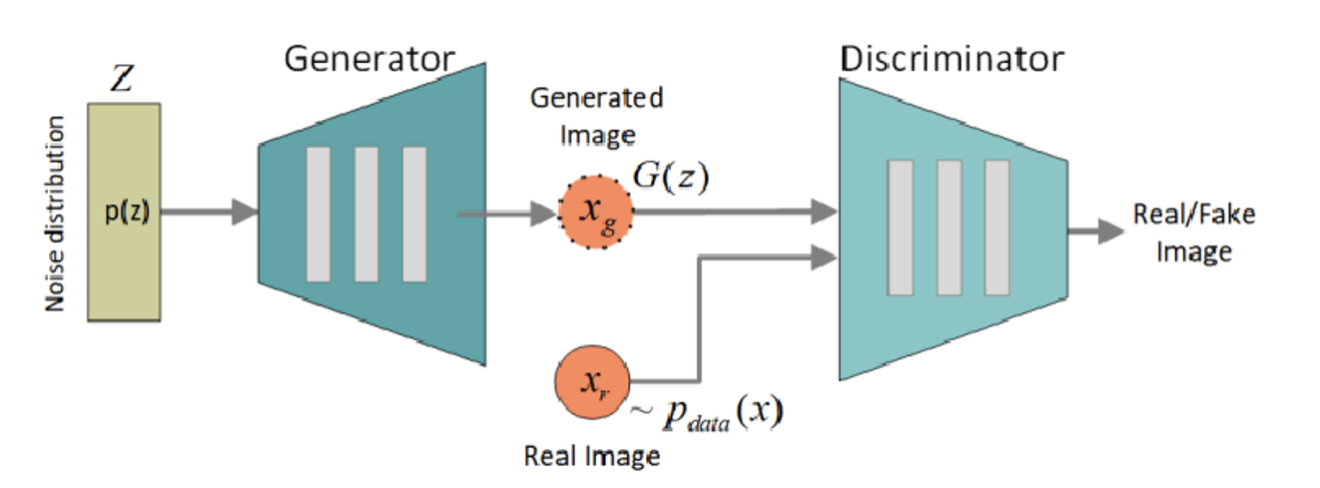 Z
Noise distribution
p(z)
Generator
Generated
Image
G(z)
x_g
x_r
~ p_data(x)
Real Image
Discriminator
Real/Fake
Image